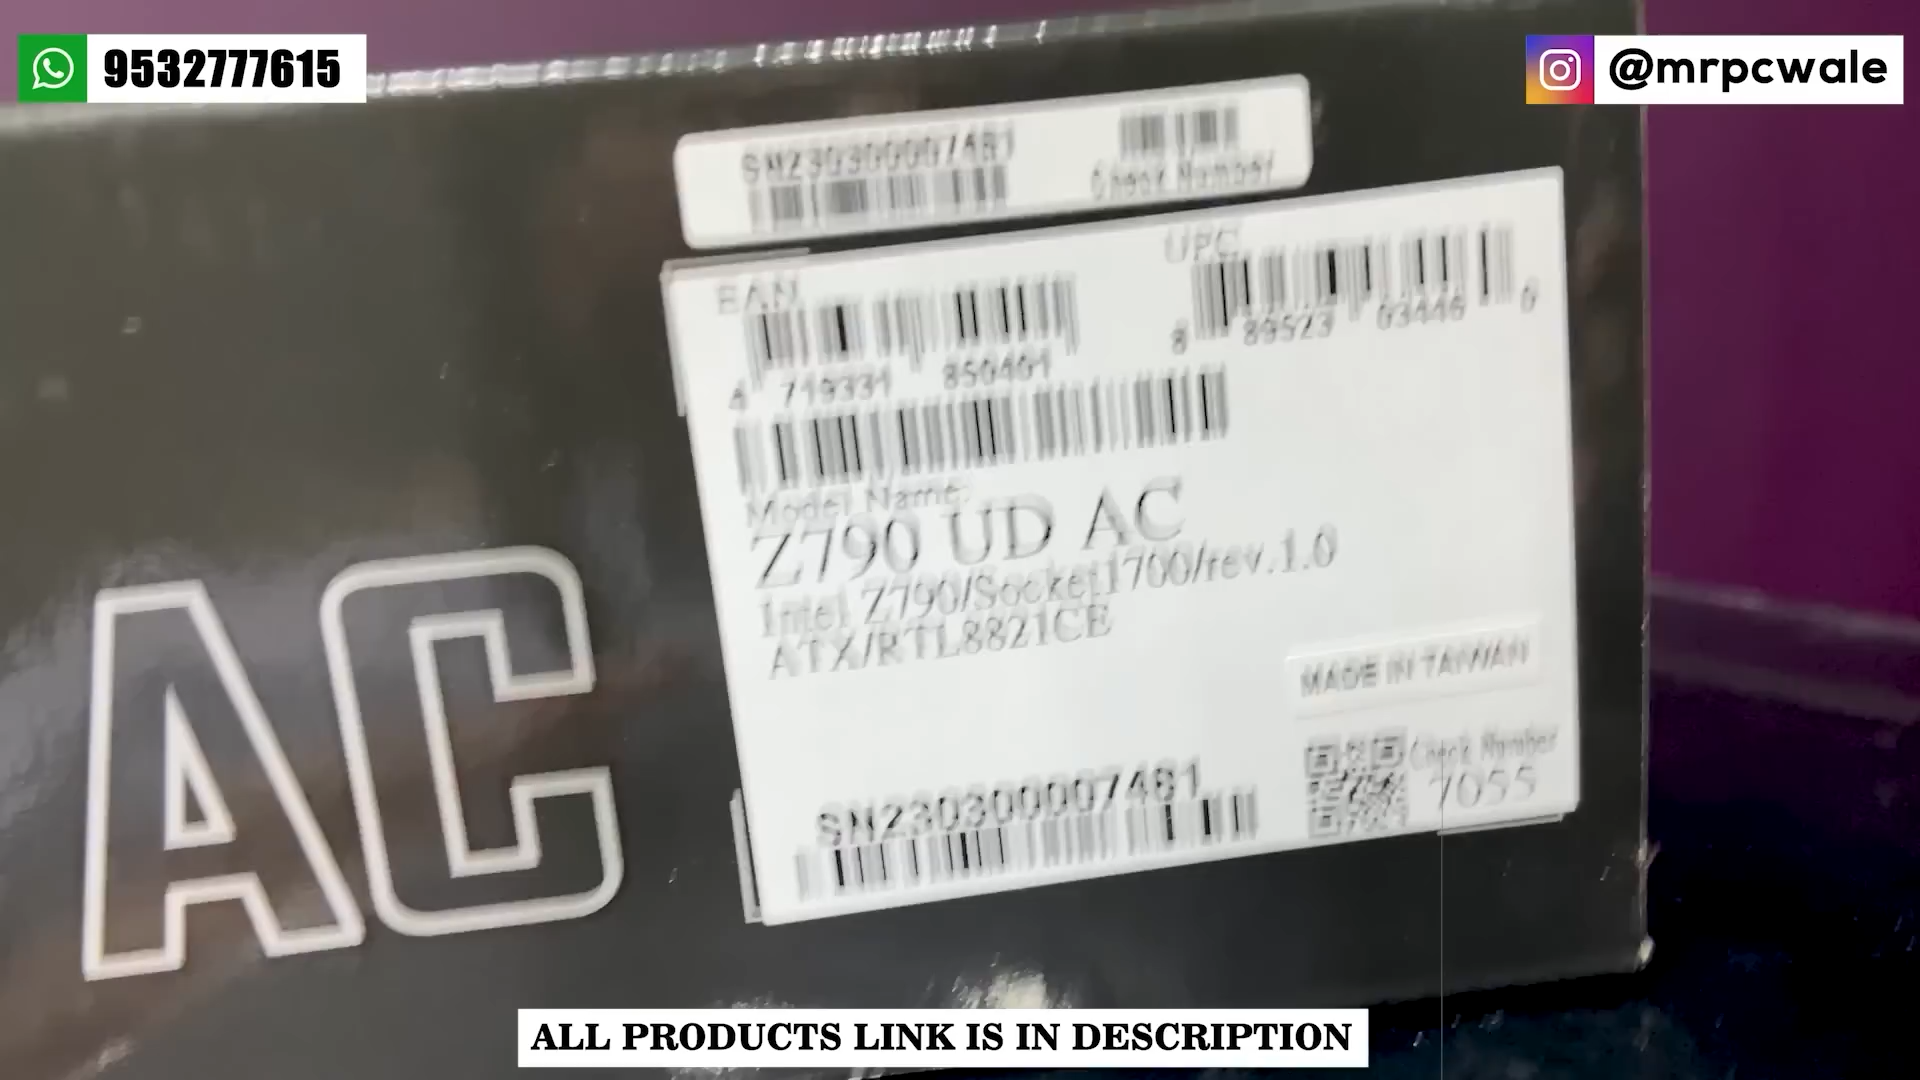 9532777615
@mrpcwale
SN230300007481
Check Number
EAN
UPC
4 719331 850401
8 89523 03446 0
Model Name:
Z790 UD AC
Intel Z790/Socket1700/rev.1.0
ATX/RTL8821CE
MADE IN TAIWAN
Check Number
7055
SN230300007481
AC
ALL PRODUCTS LINK IS IN DESCRIPTION